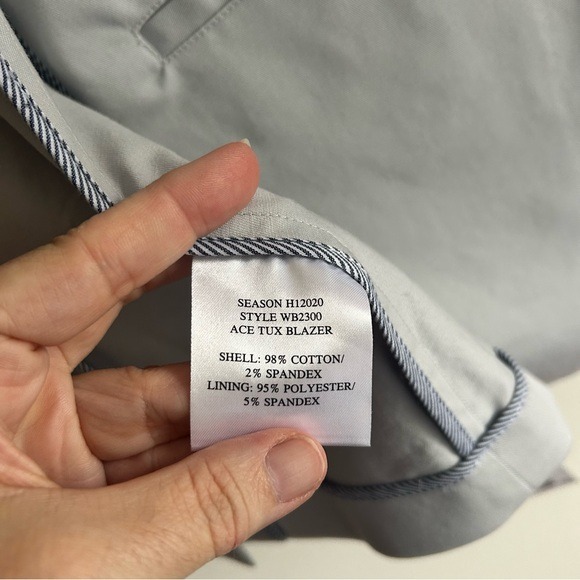 SEASON H12020
STYLE WB2300
ACE TUX BLAZER
SHELL: 98% COTTON/
2% SPANDEX
LINING: 95% POLYESTER/
5% SPANDEX